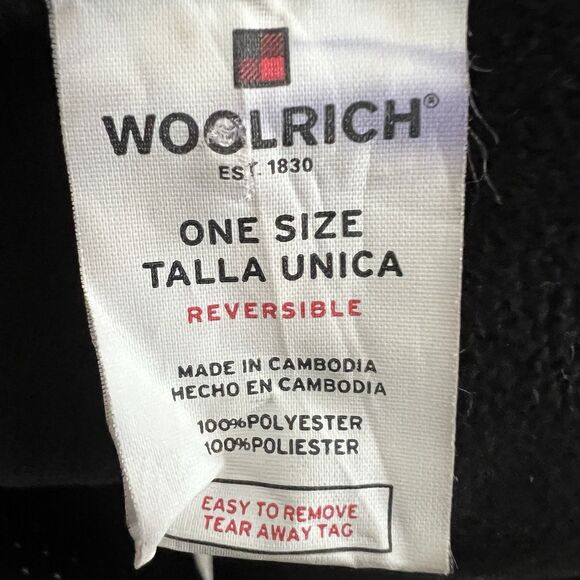 WOOLRICH®
EST. 1830
ONE SIZE
TALLA UNICA
REVERSIBLE
MADE IN CAMBODIA
HECHO EN CAMBODIA
100%POLYESTER
100%POLIESTER
EASY TO REMOVE
TEAR AWAY TAG